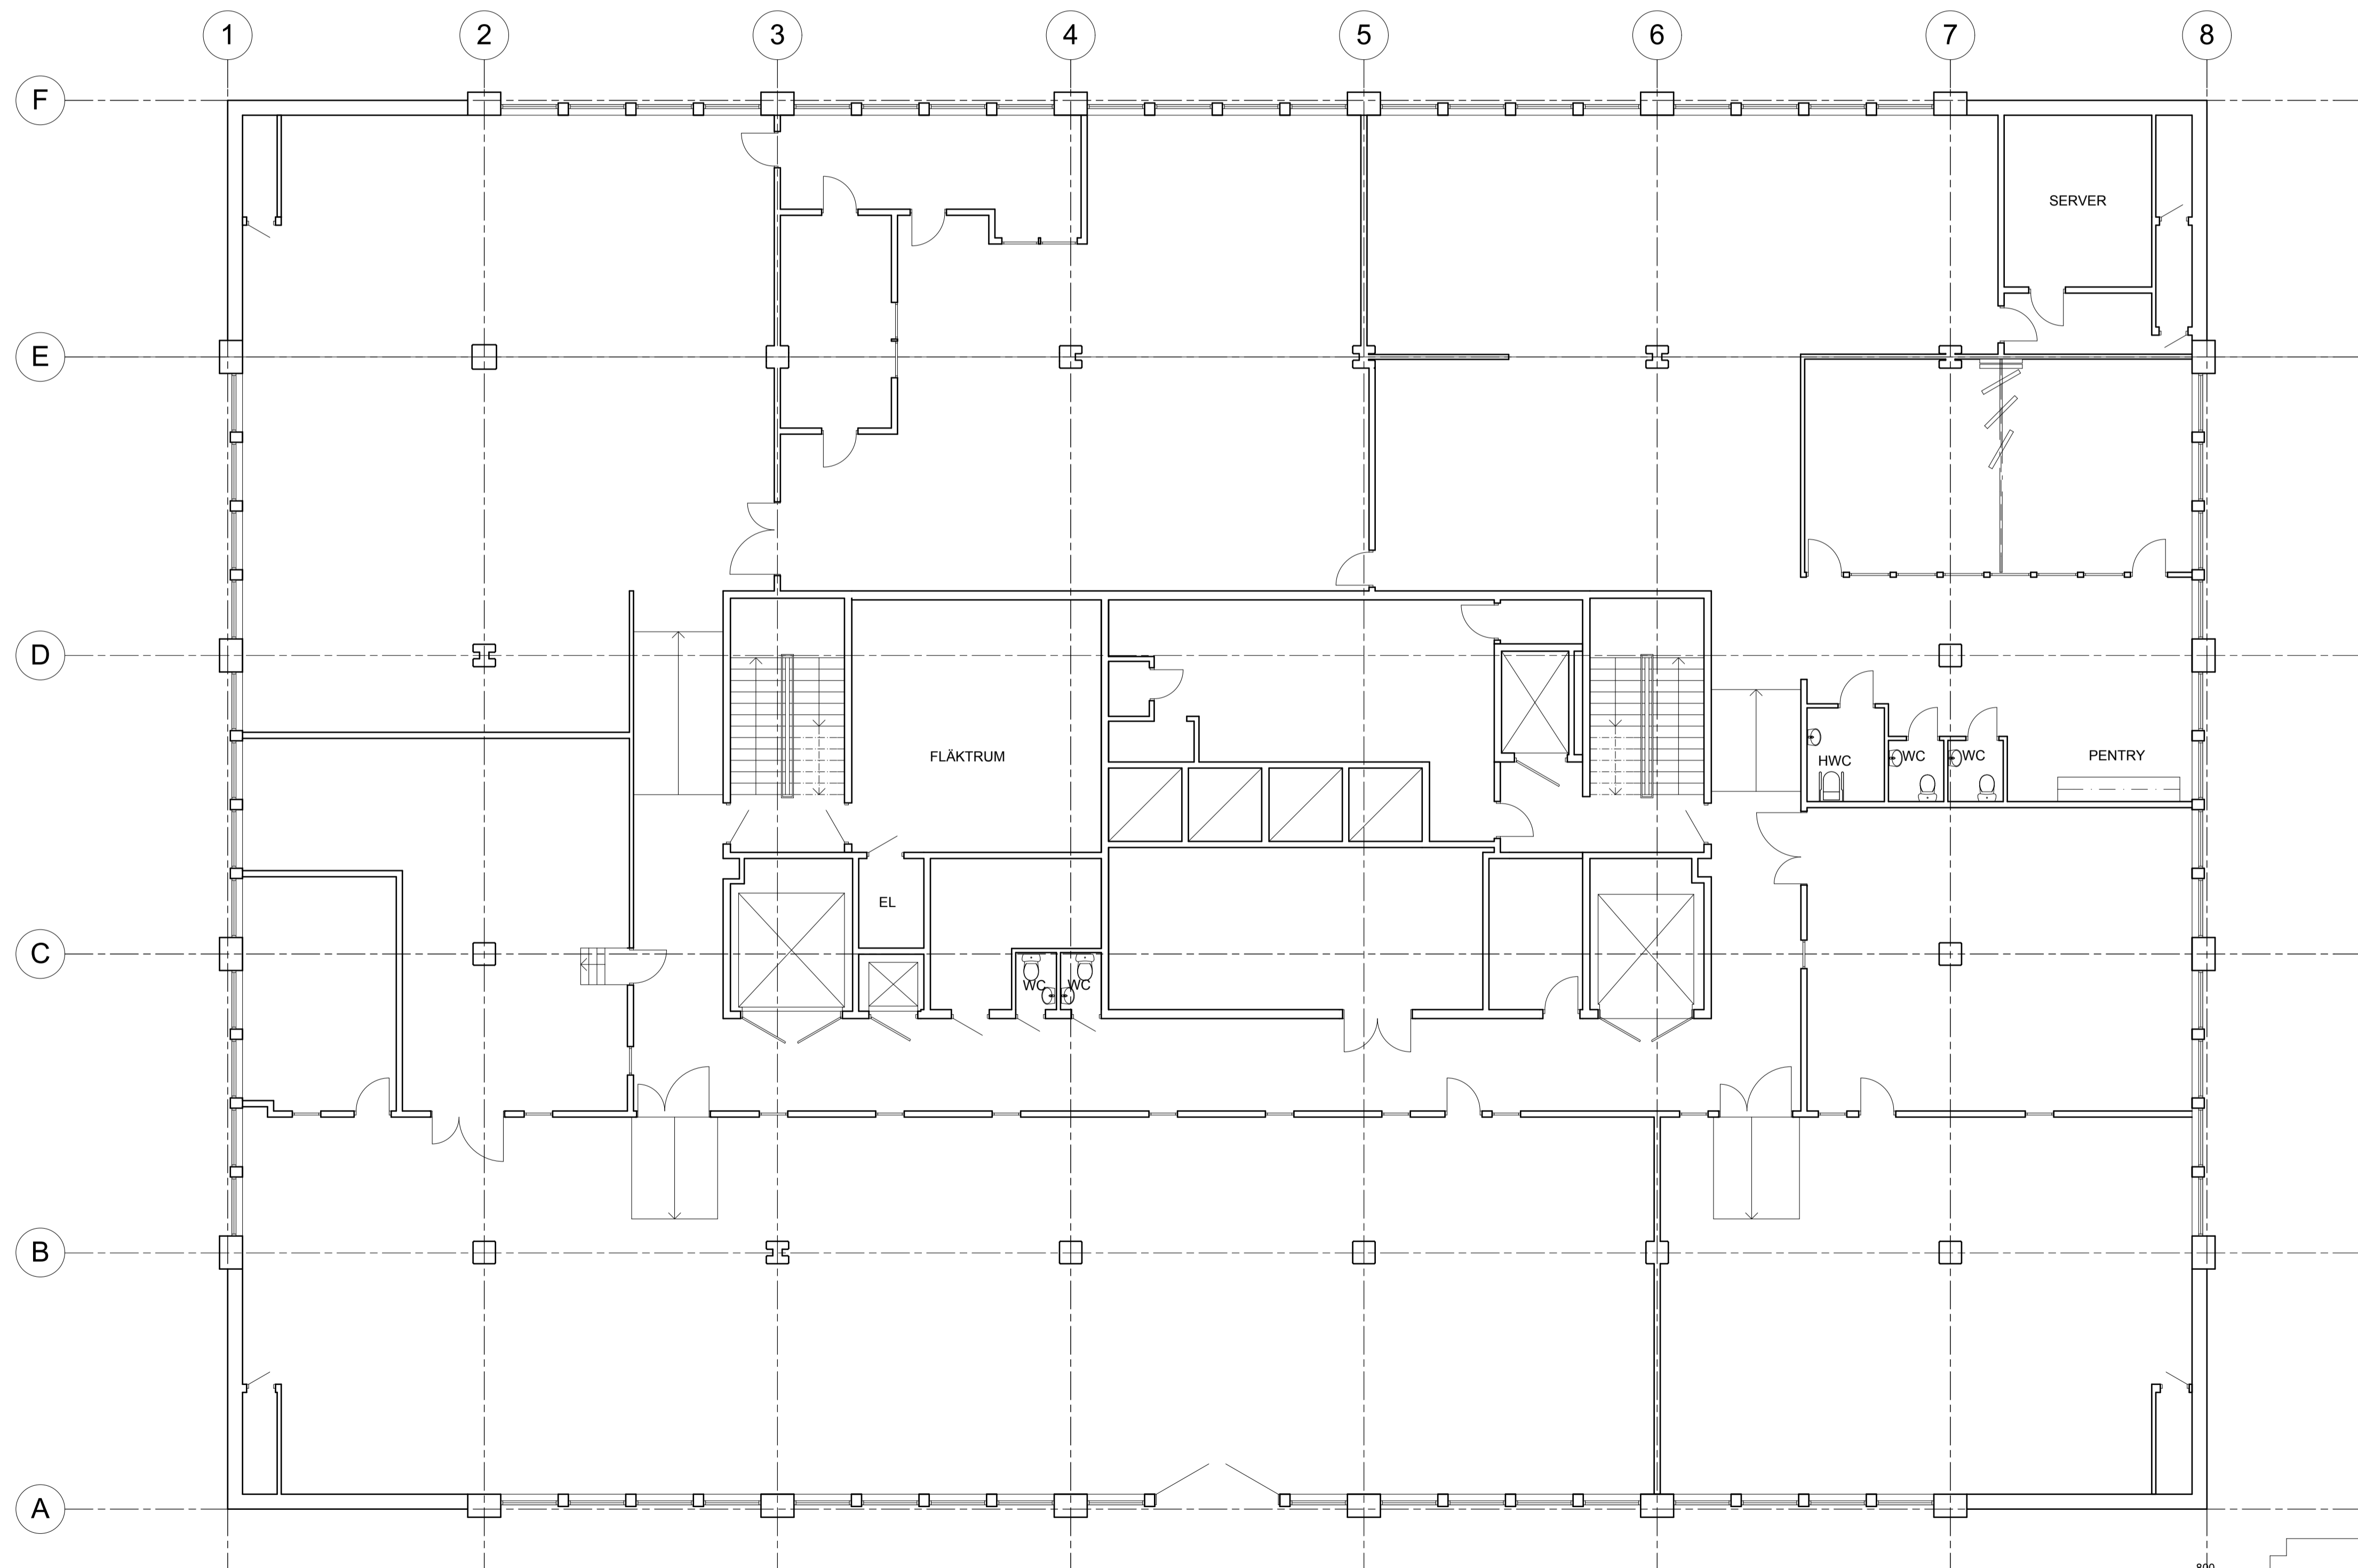 1 2 3 4 5 6 7 8
F
SERVER
E
D
FLÄKTRUM
HWC WC WC PENTRY
EL
C
WC WC
B
A